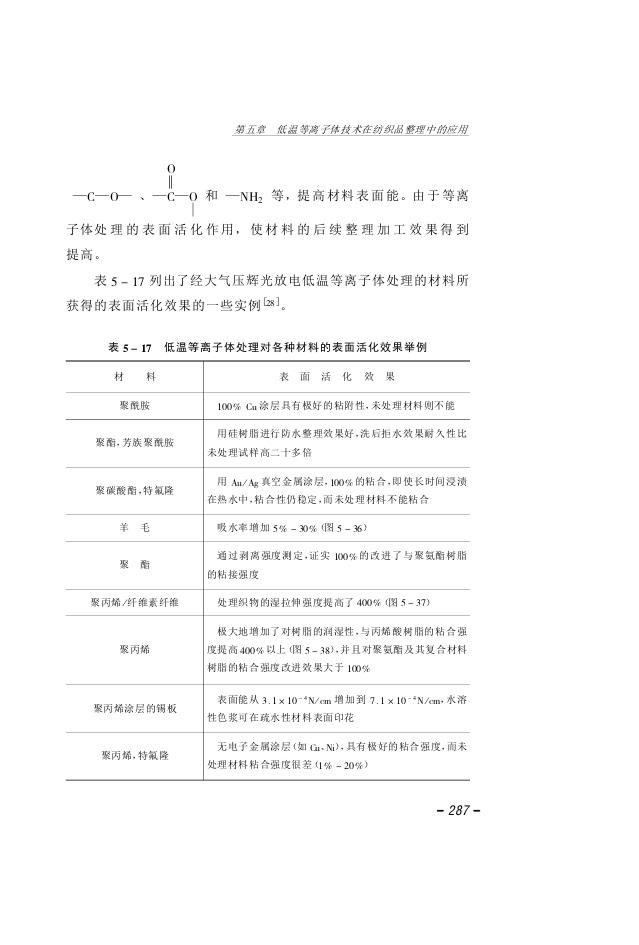 第五章 低温等离子体技术在纺织品整理中的应用
O
‖
—C—O— 、—C—O 和 —NH₂ 等，提高材料表面能。由于等离
|
子体处理的表面活化作用，使材料的后续整理加工效果得到
提高。
表 5 – 17 列出了经大气压辉光放电低温等离子体处理的材料所
获得的表面活化效果的一些实例[28]。
表 5 – 17 低温等离子体处理对各种材料的表面活化效果举例
材 料 表 面 活 化 效 果
聚酰胺 100% Cu 涂层具有极好的粘附性，未处理材料则不能
聚酯，芳族聚酰胺 用硅树脂进行防水整理效果好，洗后拒水效果耐久性比
未处理试样高二十多倍
聚碳酸酯，特氟隆 用 Au/Ag 真空金属涂层，100% 的粘合，即使长时间浸渍
在热水中，粘合性仍稳定，而未处理材料不能粘合
羊 毛 吸水率增加 5% – 30%（图 5 – 36）
聚 酯 通过剥离强度测定，证实 100% 的改进了与聚氨酯树脂
的粘接强度
聚丙烯/纤维素纤维 处理织物的湿拉伸强度提高了 400%（图 5 – 37）
聚丙烯 极大地增加了对树脂的润湿性，与丙烯酸树脂的粘合强
度提高 400% 以上（图 5 – 38），并且对聚氨酯及其复合材料
树脂的粘合强度改进效果大于 100%
聚丙烯涂层的锡板 表面能从 3.1 × 10⁻⁴N/cm 增加到 7.1 × 10⁻⁴N/cm，水溶
性色浆可在疏水性材料表面印花
聚丙烯，特氟隆 无电子金属涂层（如 Cu、Ni），具有极好的粘合强度，而未
处理材料粘合强度很差（1% – 20%）
– 287 –